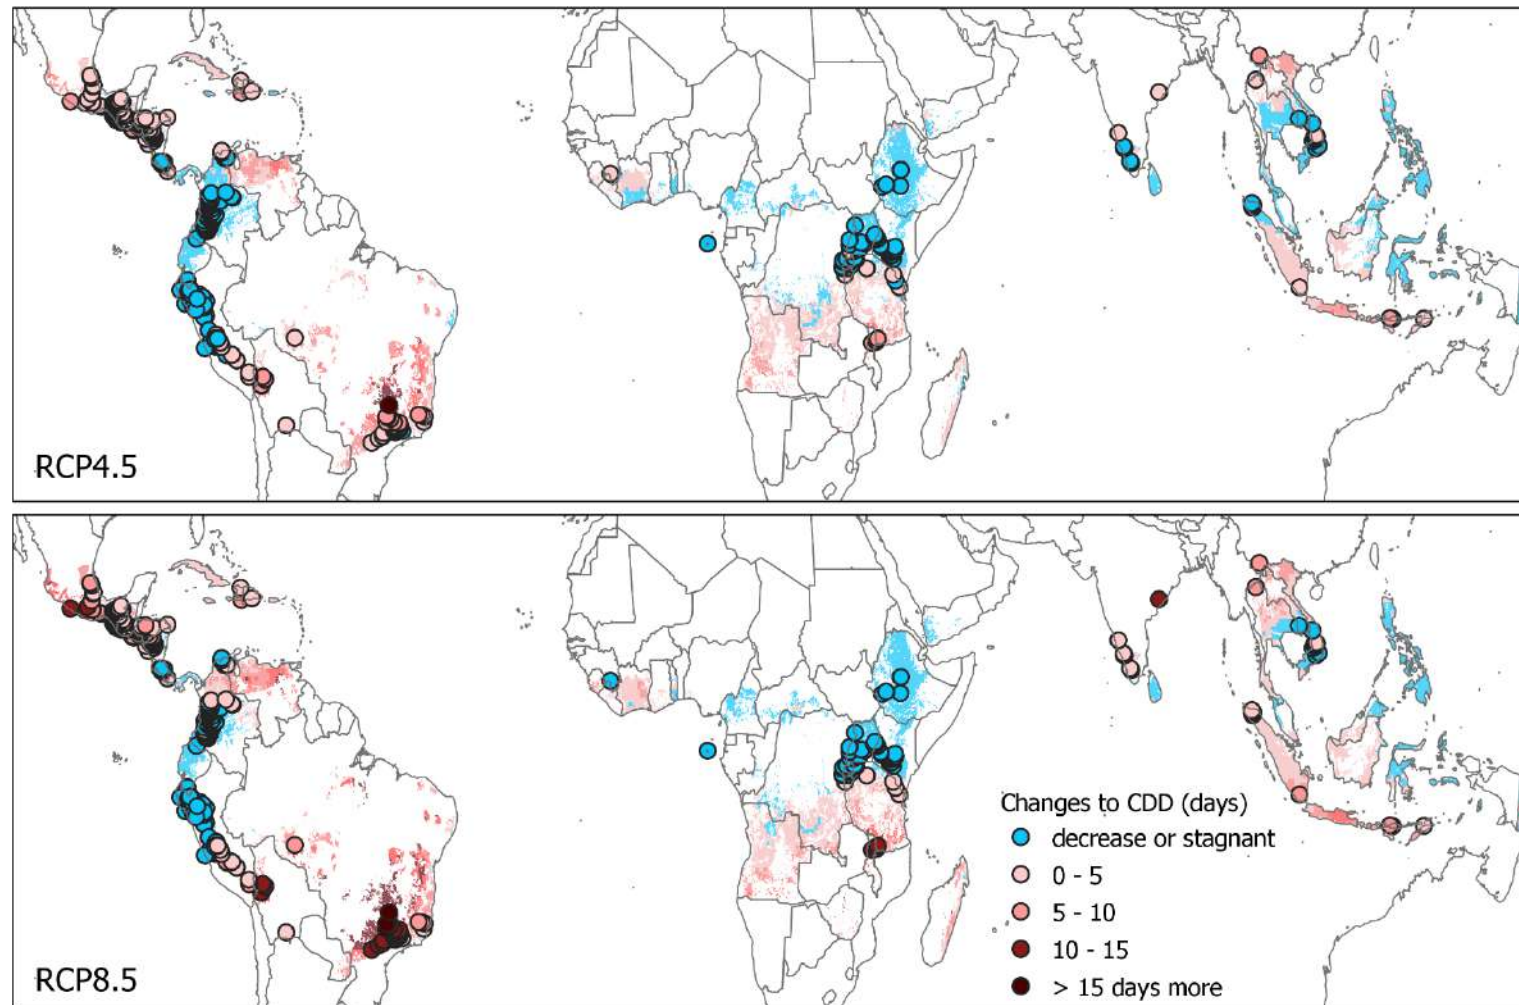 RCP4.5
RCP8.5
Changes to CDD (days)
decrease or stagnant
0 - 5
5 - 10
10 - 15
> 15 days more